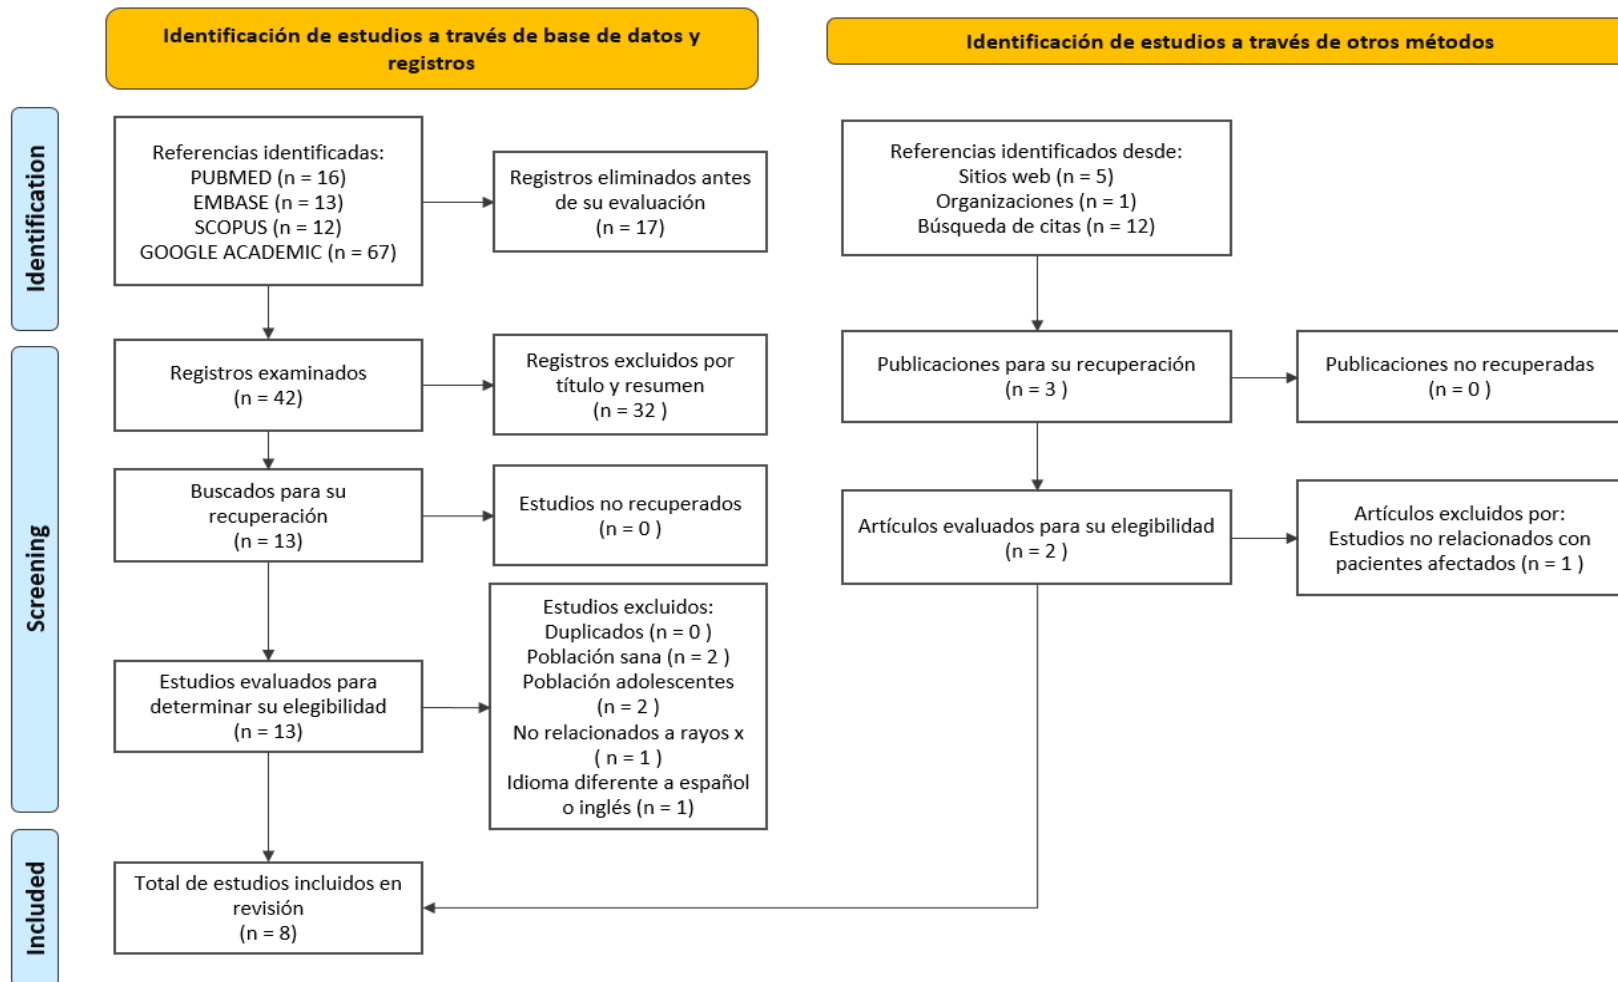 Identificación de estudios a través de base de datos y
registros
Identificación de estudios a través de otros métodos
Identification
Referencias identificadas:
PUBMED (n = 16)
EMBASE (n = 13)
SCOPUS (n = 12)
GOOGLE ACADEMIC (n = 67)
Registros eliminados antes
de su evaluación
(n = 17)
Referencias identificados desde:
Sitios web (n = 5)
Organizaciones (n = 1)
Búsqueda de citas (n = 12)
Screening
Registros examinados
(n = 42)
Registros excluidos por
título y resumen
(n = 32 )
Publicaciones para su recuperación
(n = 3 )
Publicaciones no recuperadas
(n = 0 )
Buscados para su
recuperación
(n = 13)
Estudios no recuperados
(n = 0 )
Artículos evaluados para su elegibilidad
(n = 2 )
Artículos excluidos por:
Estudios no relacionados con
pacientes afectados (n = 1 )
Estudios evaluados para
determinar su elegibilidad
(n = 13)
Estudios excluidos:
Duplicados (n = 0 )
Población sana (n = 2 )
Población adolescentes
(n = 2 )
No relacionados a rayos x
( n = 1 )
Idioma diferente a español
o inglés (n = 1)
Included
Total de estudios incluidos en
revisión
(n = 8)